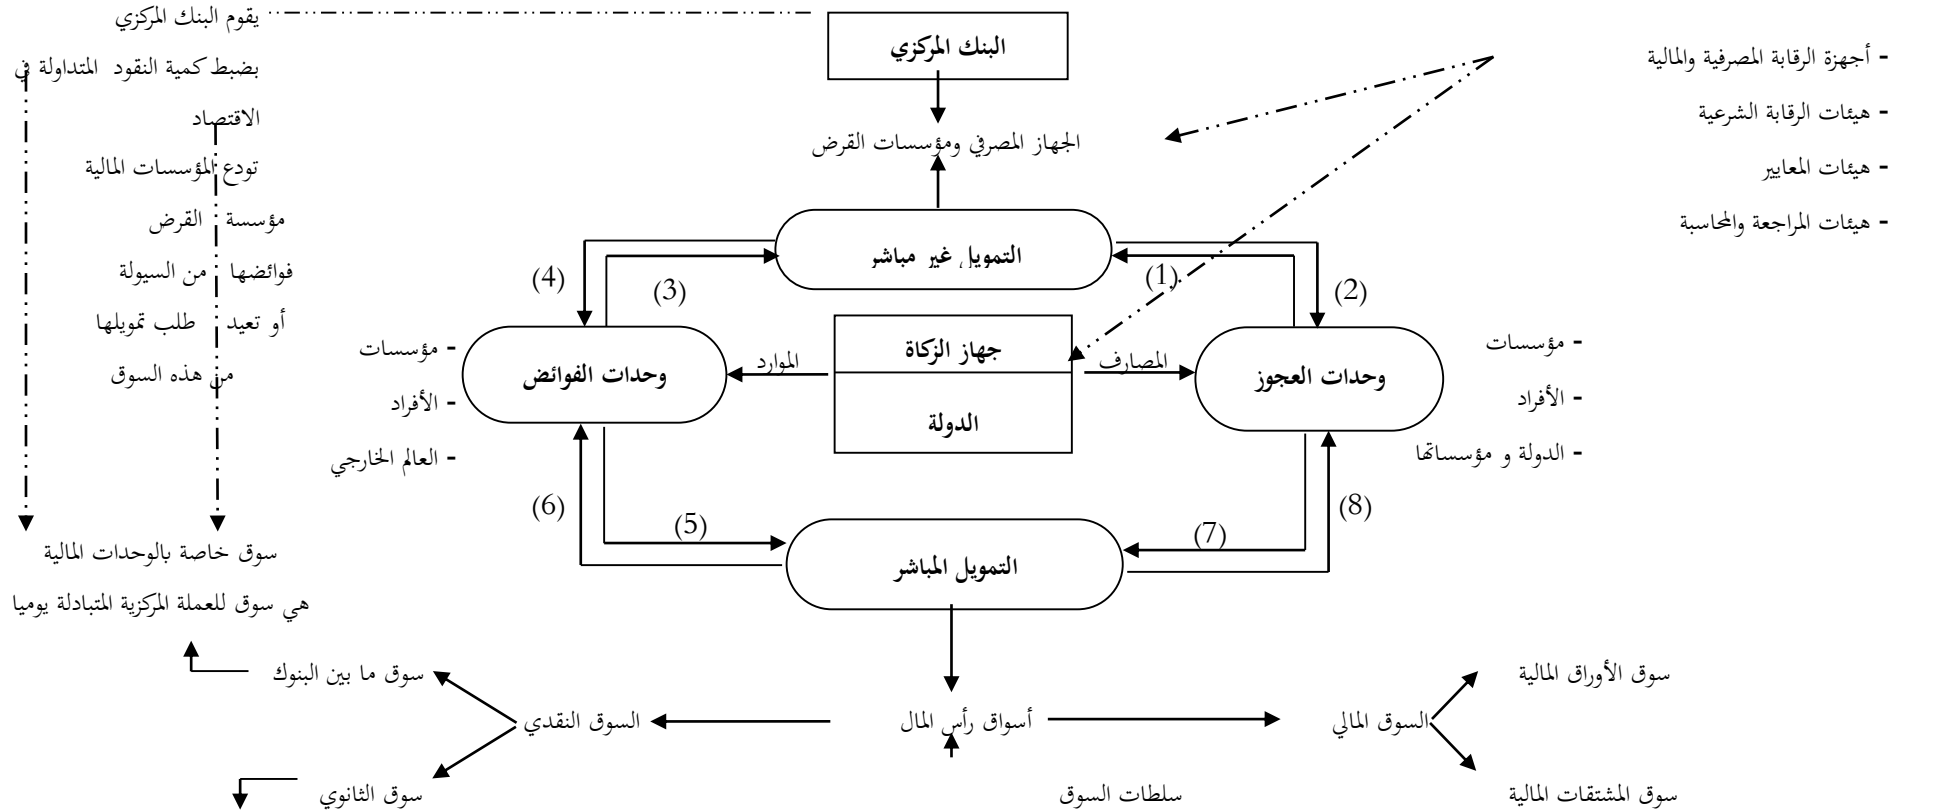 يقوم البنك المركزي
بضبط كمية النقود المتداولة في
الاقتصاد
تودع المؤسسات المالية
مؤسسة القرض
فوائضها من السيولة
أو تعيد طلب تمويلها
من هذه السوق
البنك المركزي
الجهاز المصرفي ومؤسسات القرض
- أجهزة الرقابة المصرفية والمالية
- هيئات الرقابة الشرعية
- هيئات المعايير
- هيئات المراجعة والمحاسبة
التمويل غير مباشر
(1)
(2)
(3)
(4)
جهاز الزكاة
الدولة
المصارف
الموارد
وحدات العجوز
- مؤسسات
- الأفراد
- الدولة و مؤسساتها
وحدات الفوائض
- مؤسسات
- الأفراد
- العالم الخارجي
(5)
(6)
(7)
(8)
التمويل المباشر
سوق خاصة بالوحدات المالية
هي سوق للعملة المركزية المتبادلة يوميا
سوق الأوراق المالية
السوق المالي
سوق المشتقات المالية
أسواق رأس المال
سلطات السوق
السوق النقدي
سوق ما بين البنوك
سوق الثانوي